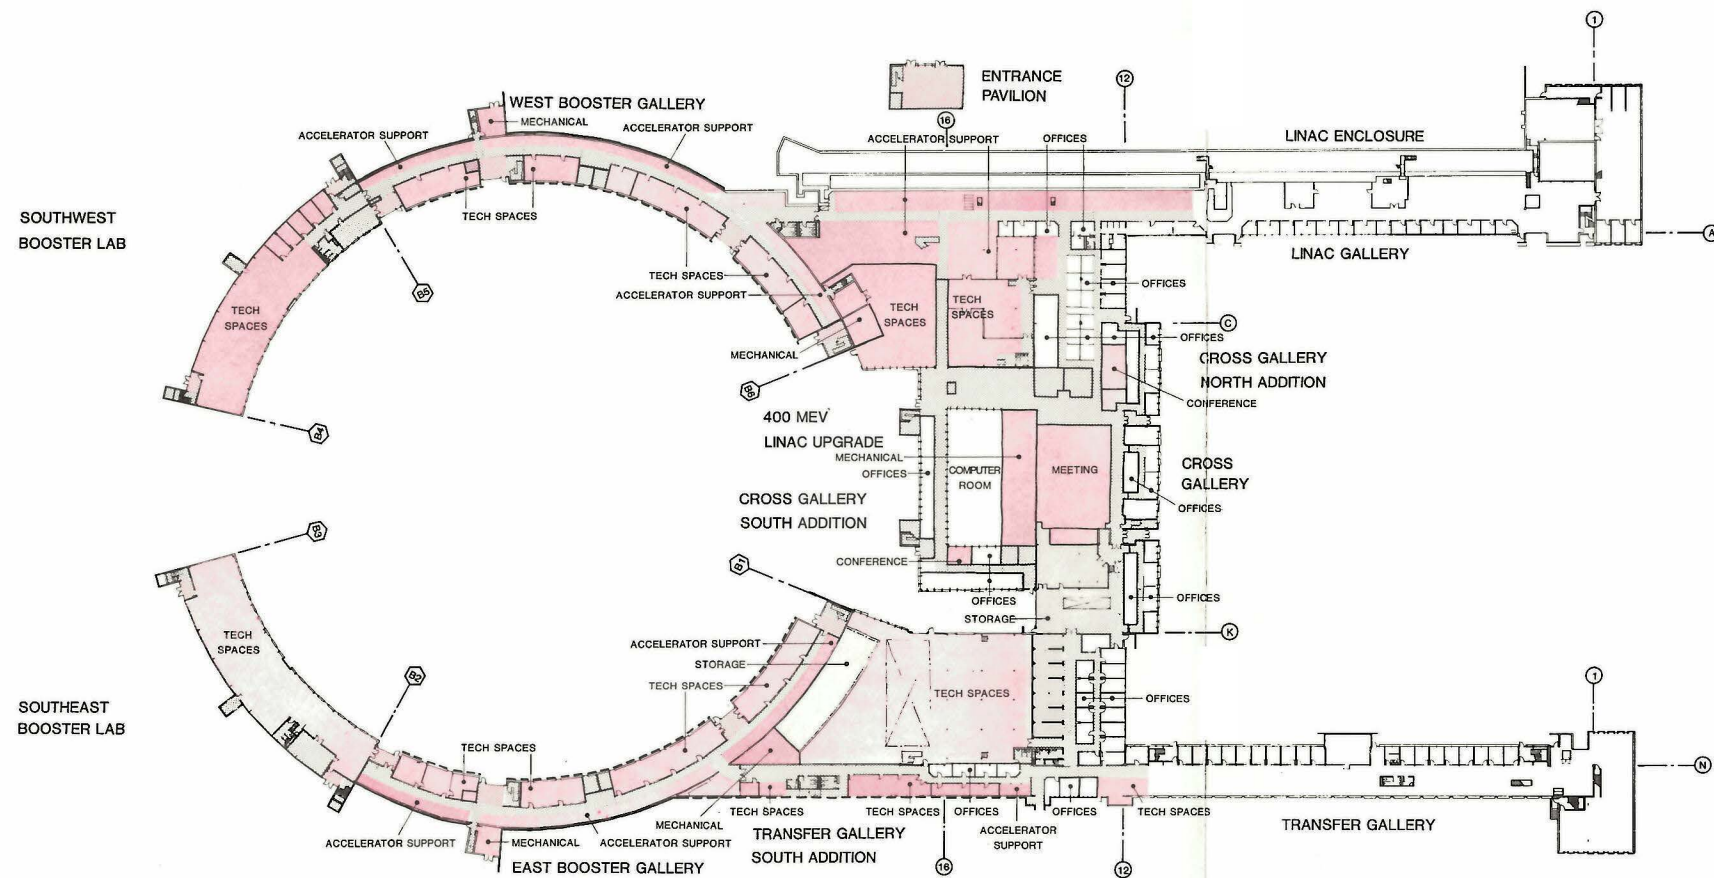 1
ENTRANCE
PAVILION
12
WEST BOOSTER GALLERY
MECHANICAL
16
ACCELERATOR SUPPORT
ACCELERATOR SUPPORT
ACCELERATOR SUPPORT
OFFICES
LINAC ENCLOSURE
SOUTHWEST
BOOSTER LAB
TECH SPACES
A
LINAC GALLERY
B5
TECH SPACES
ACCELERATOR SUPPORT
OFFICES
TECH
SPACES
TECH
SPACES
TECH
SPACES
C
OFFICES
MECHANICAL
CROSS GALLERY
NORTH ADDITION
B6
CONFERENCE
B4
400 MEV
LINAC UPGRADE
MECHANICAL
OFFICES
COMPUTER
ROOM
MEETING
CROSS
GALLERY
OFFICES
CROSS GALLERY
SOUTH ADDITION
B3
CONFERENCE
B1
OFFICES
OFFICES
STORAGE
K
TECH
SPACES
ACCELERATOR SUPPORT
STORAGE
B2
TECH SPACES
TECH SPACES
OFFICES
1
SOUTHEAST
BOOSTER LAB
TECH SPACES
N
TECH SPACES
TECH SPACES
OFFICES
OFFICES
TECH SPACES
MECHANICAL
TRANSFER GALLERY
SOUTH ADDITION
ACCELERATOR
SUPPORT
TRANSFER GALLERY
ACCELERATOR SUPPORT
MECHANICAL
ACCELERATOR SUPPORT
EAST BOOSTER GALLERY
16
12